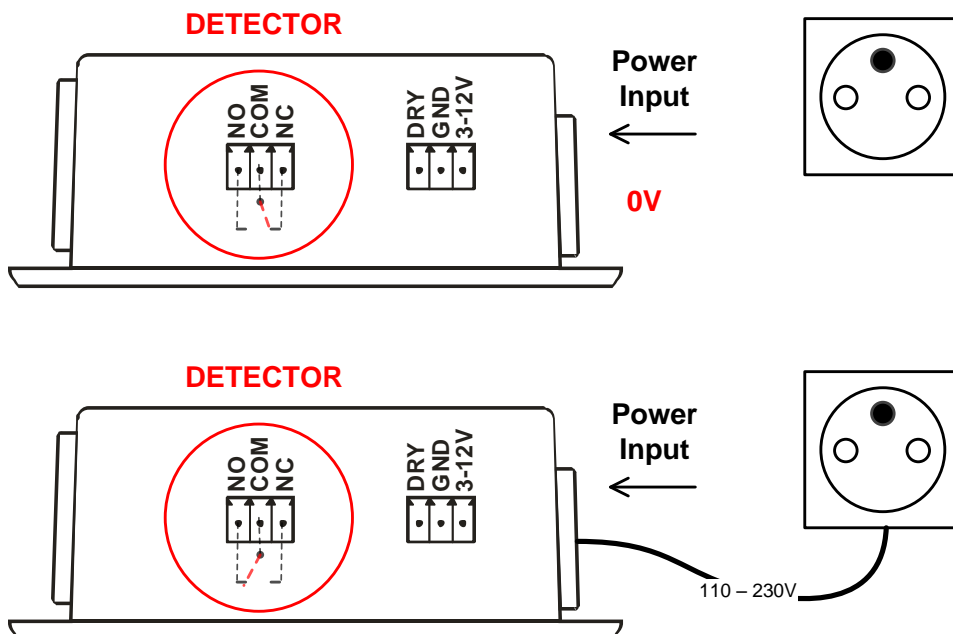 DETECTOR
Power
Input
NO
COM
NC
DRY
GND
3-12V
0V
DETECTOR
Power
Input
NO
COM
NC
DRY
GND
3-12V
110 – 230V